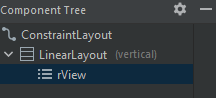 Component Tree
ConstraintLayout
LinearLayout (vertical)
rView